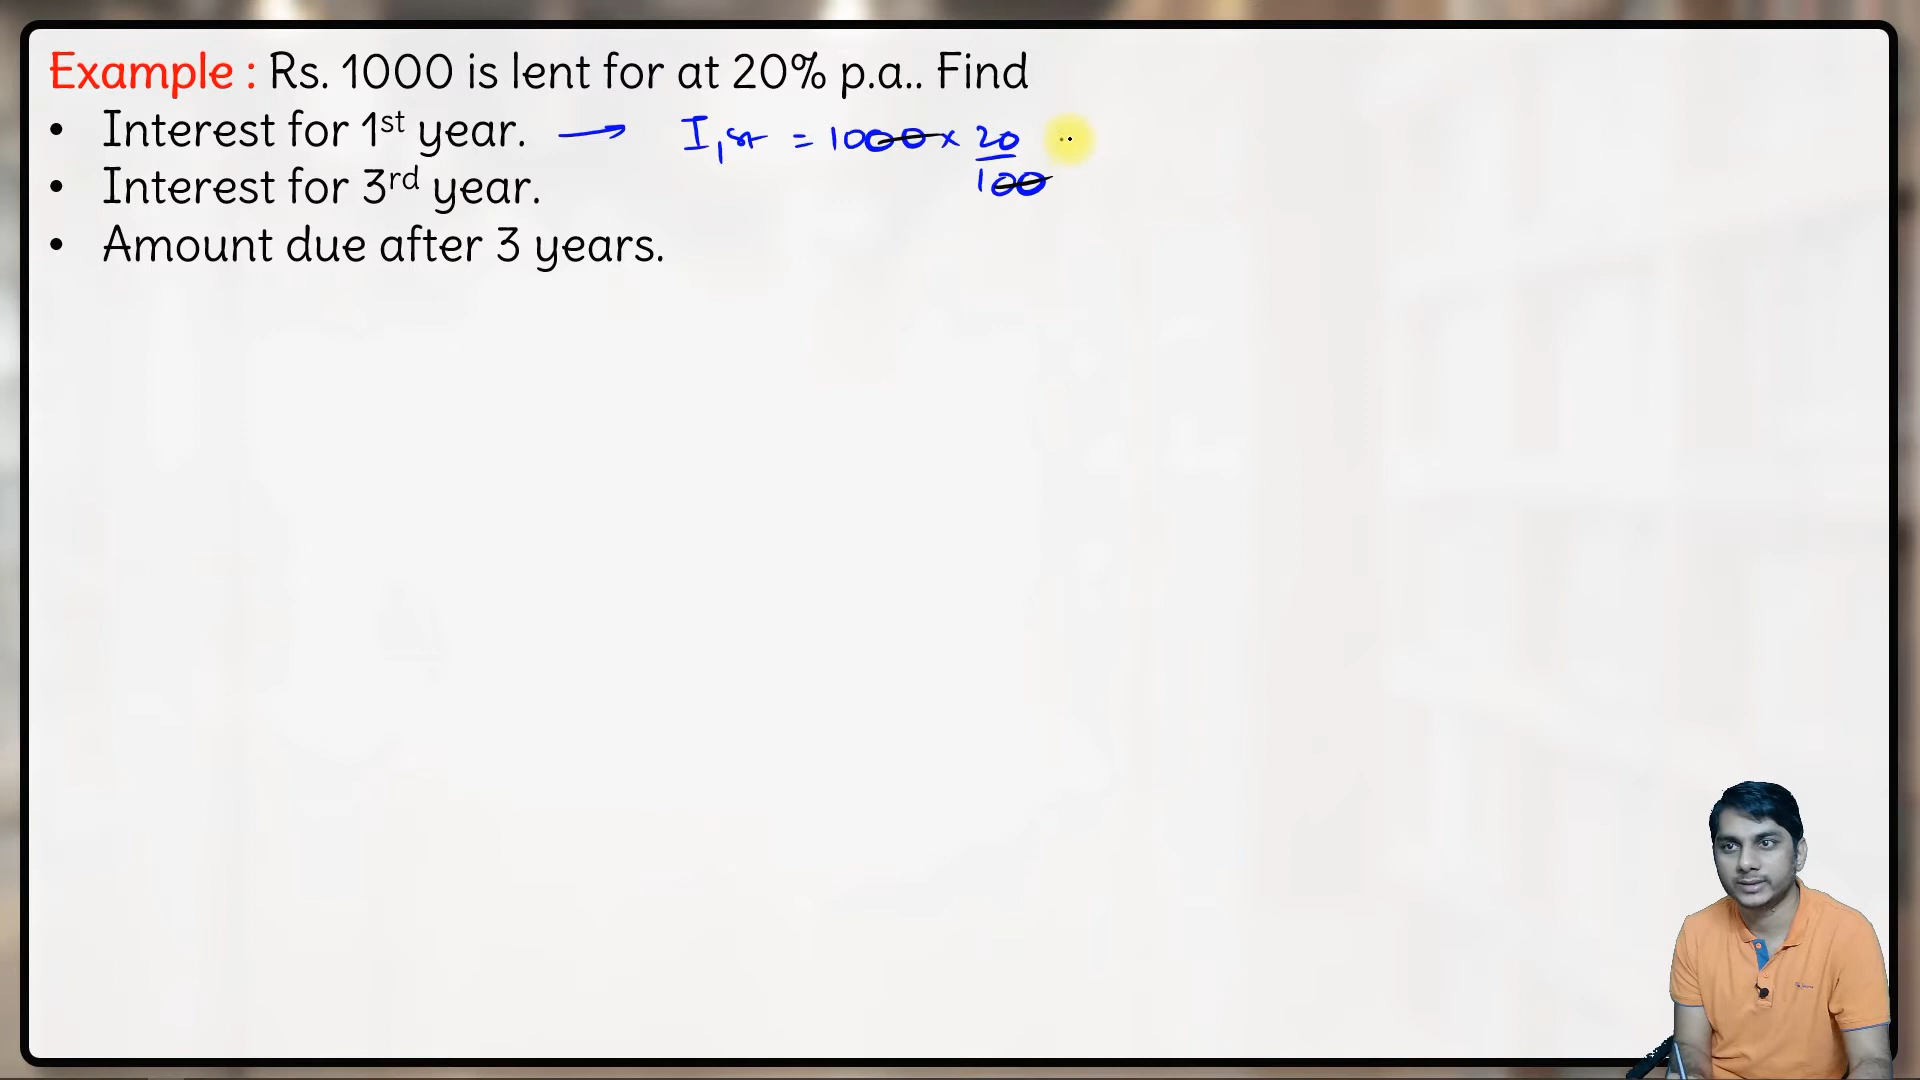 Example : Rs. 1000 is lent for at 20% p.a.. Find
• Interest for 1st year. → I1st = 1000 × 20/100
• Interest for 3rd year.
• Amount due after 3 years.